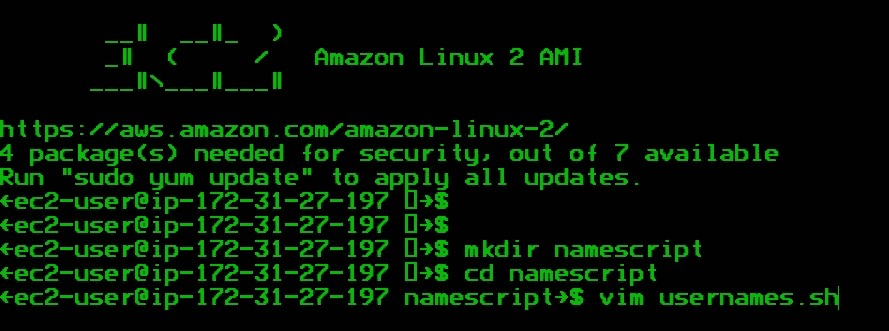 __‖  __‖_  )
_‖  (     /   Amazon Linux 2 AMI
___‖\___‖___‖
https://aws.amazon.com/amazon-linux-2/
4 package(s) needed for security, out of 7 available
Run "sudo yum update" to apply all updates.
←ec2-user@ip-172-31-27-197 ▯→$
←ec2-user@ip-172-31-27-197 ▯→$
←ec2-user@ip-172-31-27-197 ▯→$ mkdir namescript
←ec2-user@ip-172-31-27-197 ▯→$ cd namescript
←ec2-user@ip-172-31-27-197 namescript→$ vim usernames.sh